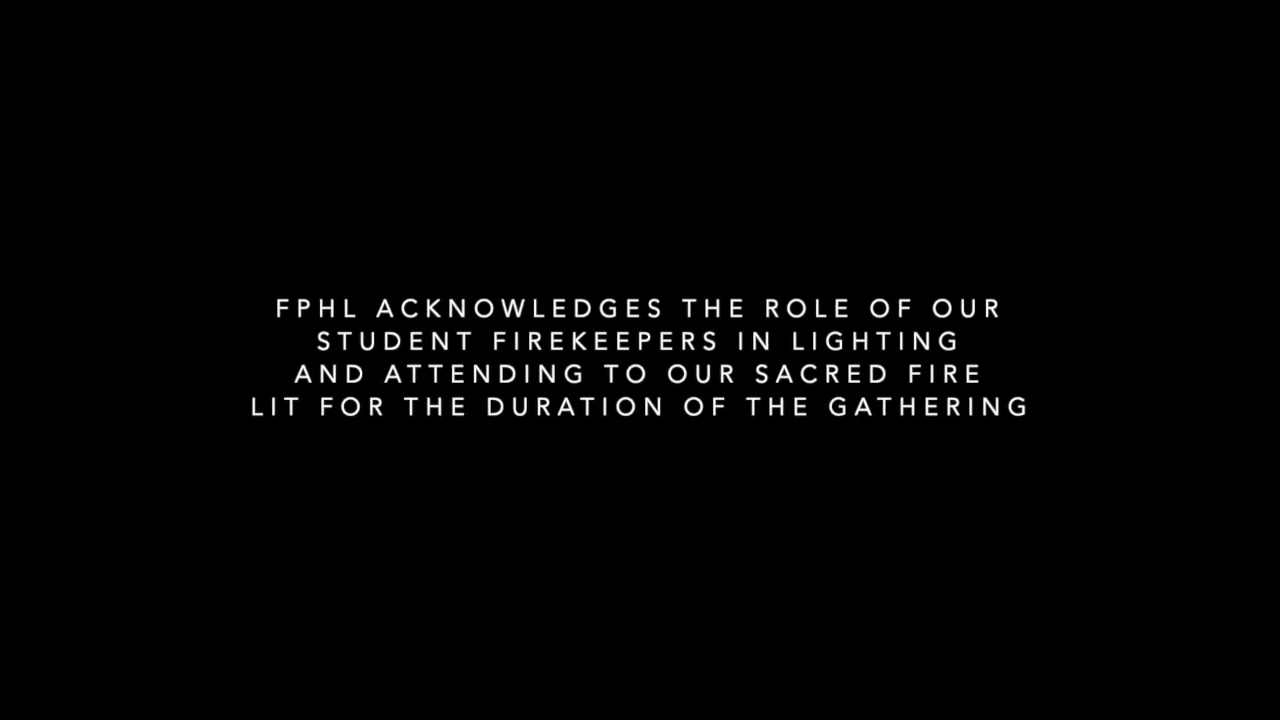 FPHL ACKNOWLEDGES THE ROLE OF OUR
STUDENT FIREKEEPERS IN LIGHTING
AND ATTENDING TO OUR SACRED FIRE
LIT FOR THE DURATION OF THE GATHERING